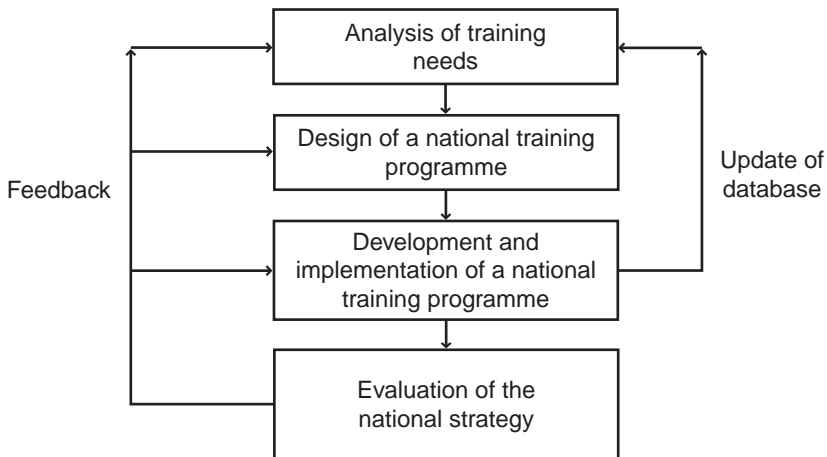 Analysis of training
needs
Design of a national training
programme
Feedback
Update of
database
Development and
implementation of a national
training programme
Evaluation of the
national strategy